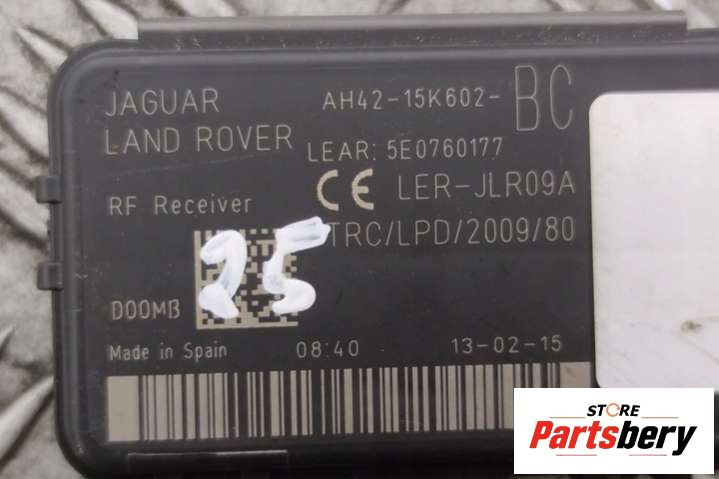 JAGUAR
LAND ROVER
AH42-15K602-BC
LEAR: 5E0760177
CE LER-JLR09A
RF Receiver
TRC/LPD/2009/80
25
D00MB
Made in Spain 08:40 13-02-15
STORE
Partsbery